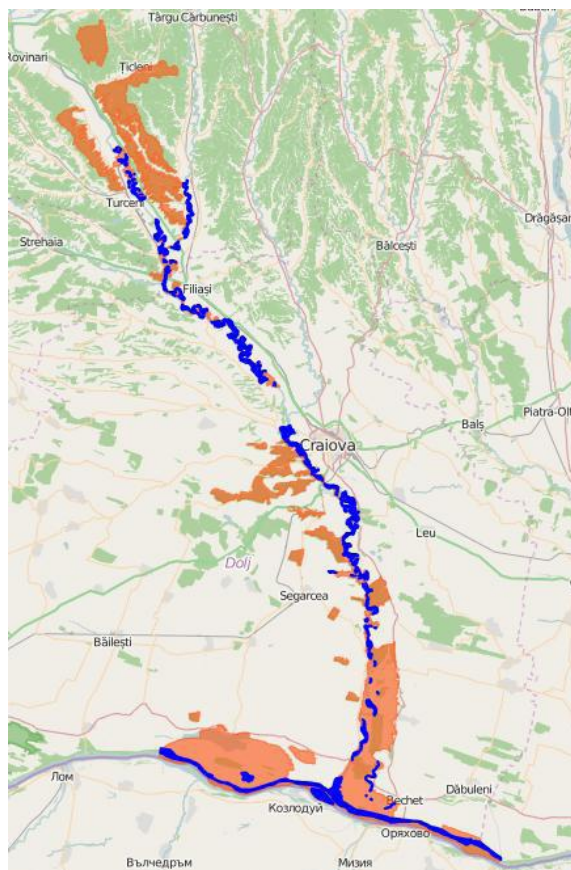 Târgu Cărbunești
Rovinari
Țicleni
Turceni
Drăgășan
Strehaia
Bălcești
Filiași
Piatra-Olt
Balș
Craiova
Leu
Dolj
Segarcea
Băilești
Лом
Dăbuleni
Козлодуй
Bechet
Оряхово
Вълчедръм
Мизия